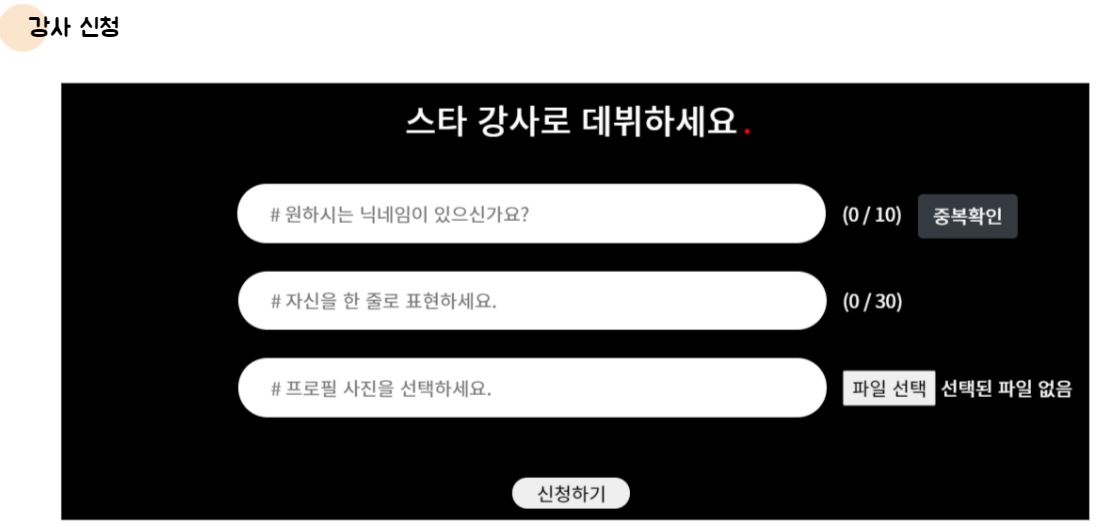 강사 신청
스타 강사로 데뷔하세요.
# 원하시는 닉네임이 있으신가요? (0 / 10) 중복확인
# 자신을 한 줄로 표현하세요. (0 / 30)
# 프로필 사진을 선택하세요. 파일 선택 선택된 파일 없음
신청하기